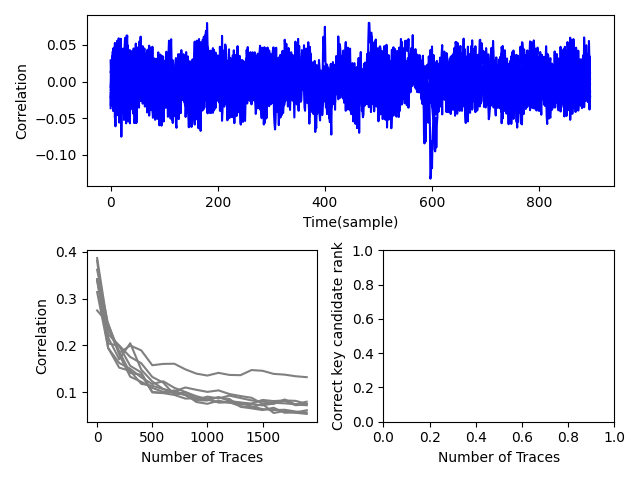 0.05
0.00
−0.05
−0.10
Correlation
0 200 400 600 800
Time(sample)
0.4
0.3
0.2
0.1
Correlation
0 500 1000 1500
Number of Traces
1.0
0.8
0.6
0.4
0.2
0.0
Correct key candidate rank
0.0 0.2 0.4 0.6 0.8 1.0
Number of Traces